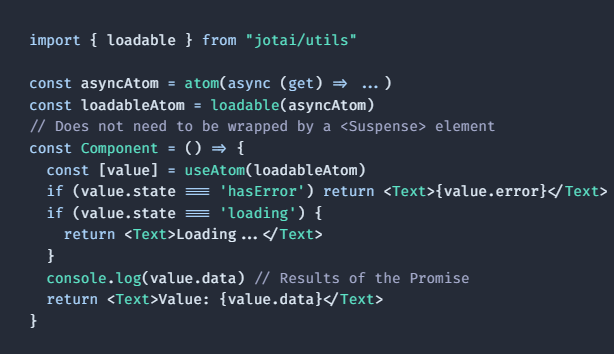 import { loadable } from "jotai/utils"

const asyncAtom = atom(async (get) => ...)
const loadableAtom = loadable(asyncAtom)
// Does not need to be wrapped by a <Suspense> element
const Component = () => {
  const [value] = useAtom(loadableAtom)
  if (value.state === 'hasError') return <Text>{value.error}</Text>
  if (value.state === 'loading') {
    return <Text>Loading...</Text>
  }
  console.log(value.data) // Results of the Promise
  return <Text>Value: {value.data}</Text>
}